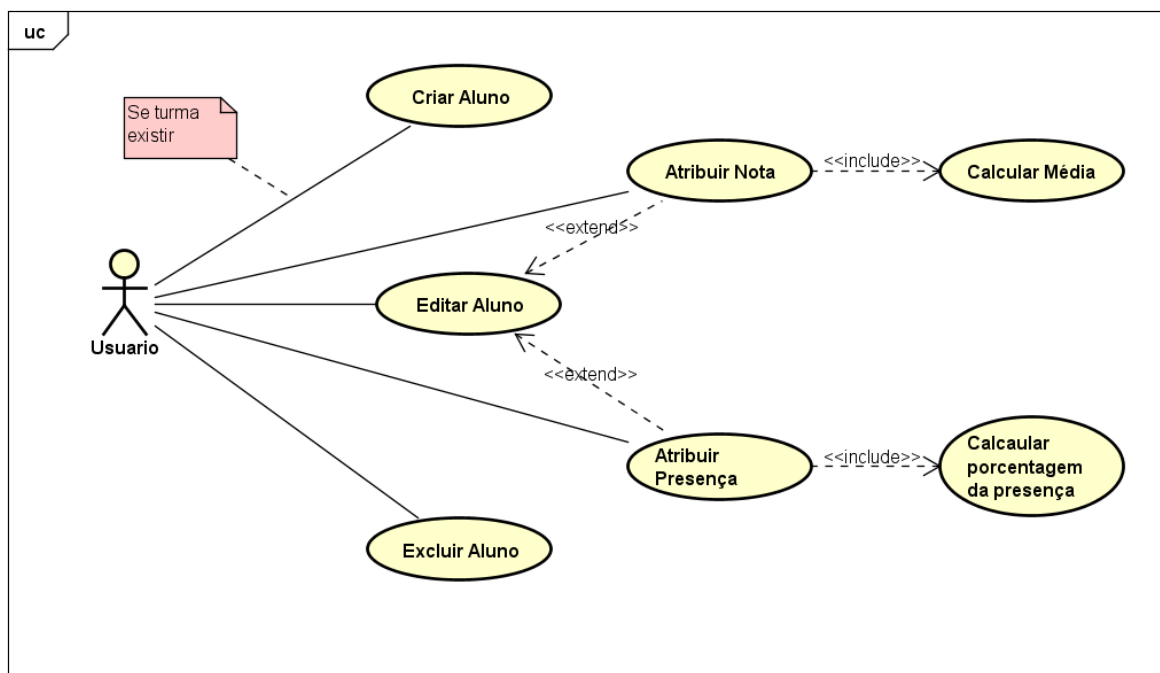 uc
Se turma
existir
Criar Aluno
Atribuir Nota
<<include>>
Calcular Média
<<extend>>
Editar Aluno
Usuario
<<extend>>
Atribuir
Presença
<<include>>
Calcaular
porcentagem
da presença
Excluir Aluno